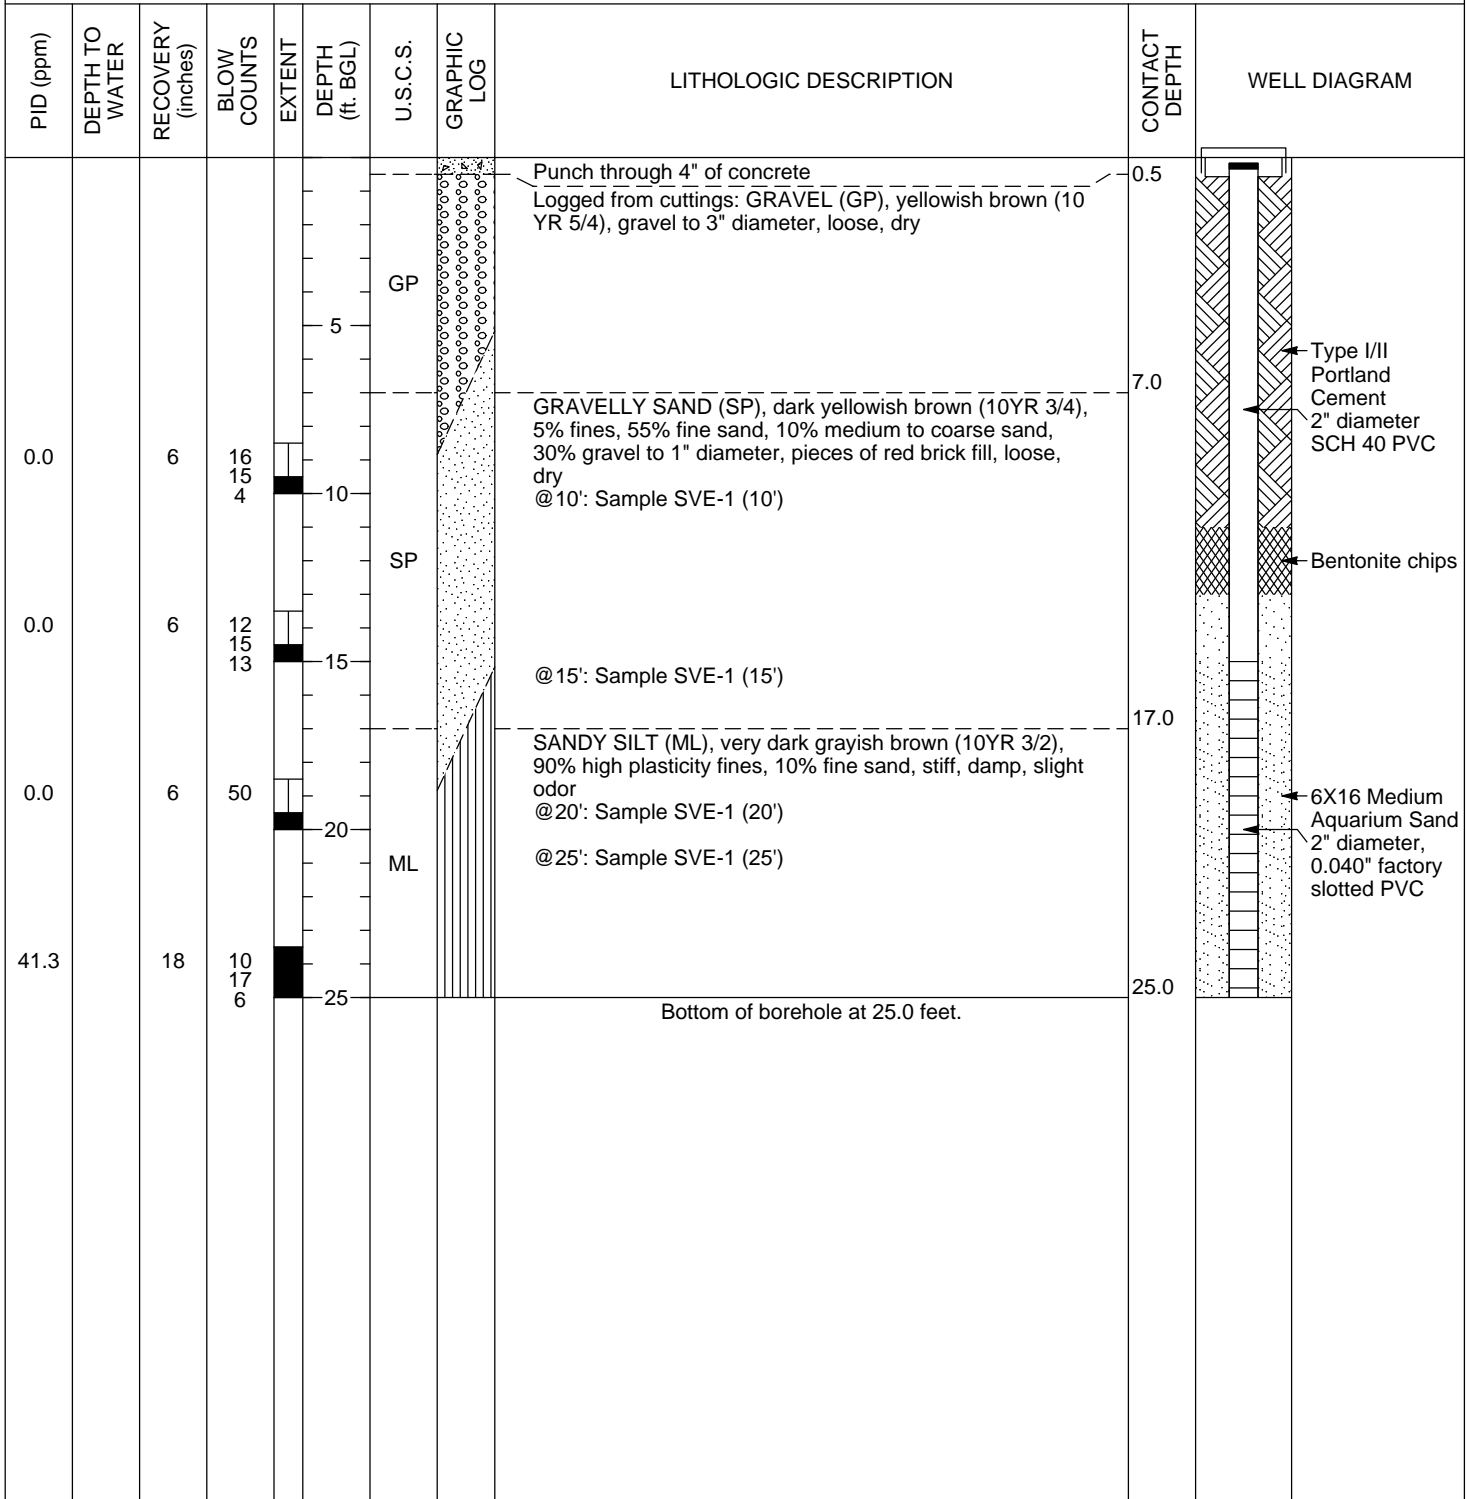 PID (ppm)
DEPTH TO
WATER
RECOVERY
(inches)
BLOW
COUNTS
EXTENT
DEPTH
(ft. BGL)
U.S.C.S.
GRAPHIC
LOG
LITHOLOGIC DESCRIPTION
CONTACT
DEPTH
WELL DIAGRAM
Punch through 4" of concrete
0.5
Logged from cuttings: GRAVEL (GP), yellowish brown (10
YR 5/4), gravel to 3" diameter, loose, dry
GP
5
7.0
GRAVELLY SAND (SP), dark yellowish brown (10YR 3/4),
5% fines, 55% fine sand, 10% medium to coarse sand,
30% gravel to 1" diameter, pieces of red brick fill, loose,
dry
@10': Sample SVE-1 (10')
Type I/II
Portland
Cement
2" diameter
SCH 40 PVC
0.0
6
16
15
4
10
SP
Bentonite chips
0.0
6
12
15
13
15
@15': Sample SVE-1 (15')
17.0
SANDY SILT (ML), very dark grayish brown (10YR 3/2),
90% high plasticity fines, 10% fine sand, stiff, damp, slight
odor
@20': Sample SVE-1 (20')
@25': Sample SVE-1 (25')
0.0
6
50
20
ML
6X16 Medium
Aquarium Sand
2" diameter,
0.040" factory
slotted PVC
41.3
18
10
17
6
25
25.0
Bottom of borehole at 25.0 feet.